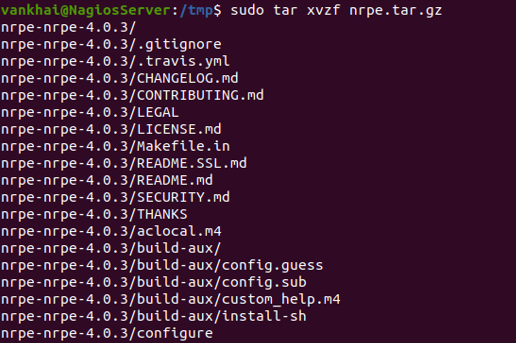 vankhai@NagiosServer:/tmp$ sudo tar xvzf nrpe.tar.gz
nrpe-nrpe-4.0.3/
nrpe-nrpe-4.0.3/.gitignore
nrpe-nrpe-4.0.3/.travis.yml
nrpe-nrpe-4.0.3/CHANGELOG.md
nrpe-nrpe-4.0.3/CONTRIBUTING.md
nrpe-nrpe-4.0.3/LEGAL
nrpe-nrpe-4.0.3/LICENSE.md
nrpe-nrpe-4.0.3/Makefile.in
nrpe-nrpe-4.0.3/README.SSL.md
nrpe-nrpe-4.0.3/README.md
nrpe-nrpe-4.0.3/SECURITY.md
nrpe-nrpe-4.0.3/THANKS
nrpe-nrpe-4.0.3/aclocal.m4
nrpe-nrpe-4.0.3/build-aux/
nrpe-nrpe-4.0.3/build-aux/config.guess
nrpe-nrpe-4.0.3/build-aux/config.sub
nrpe-nrpe-4.0.3/build-aux/custom_help.m4
nrpe-nrpe-4.0.3/build-aux/install-sh
nrpe-nrpe-4.0.3/configure